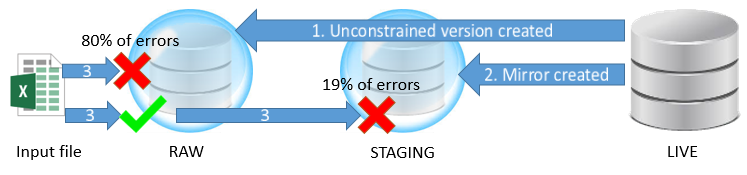 80% of errors
1. Unconstrained version created
2. Mirror created
19% of errors
3
3
3
X
Input file
RAW
STAGING
LIVE